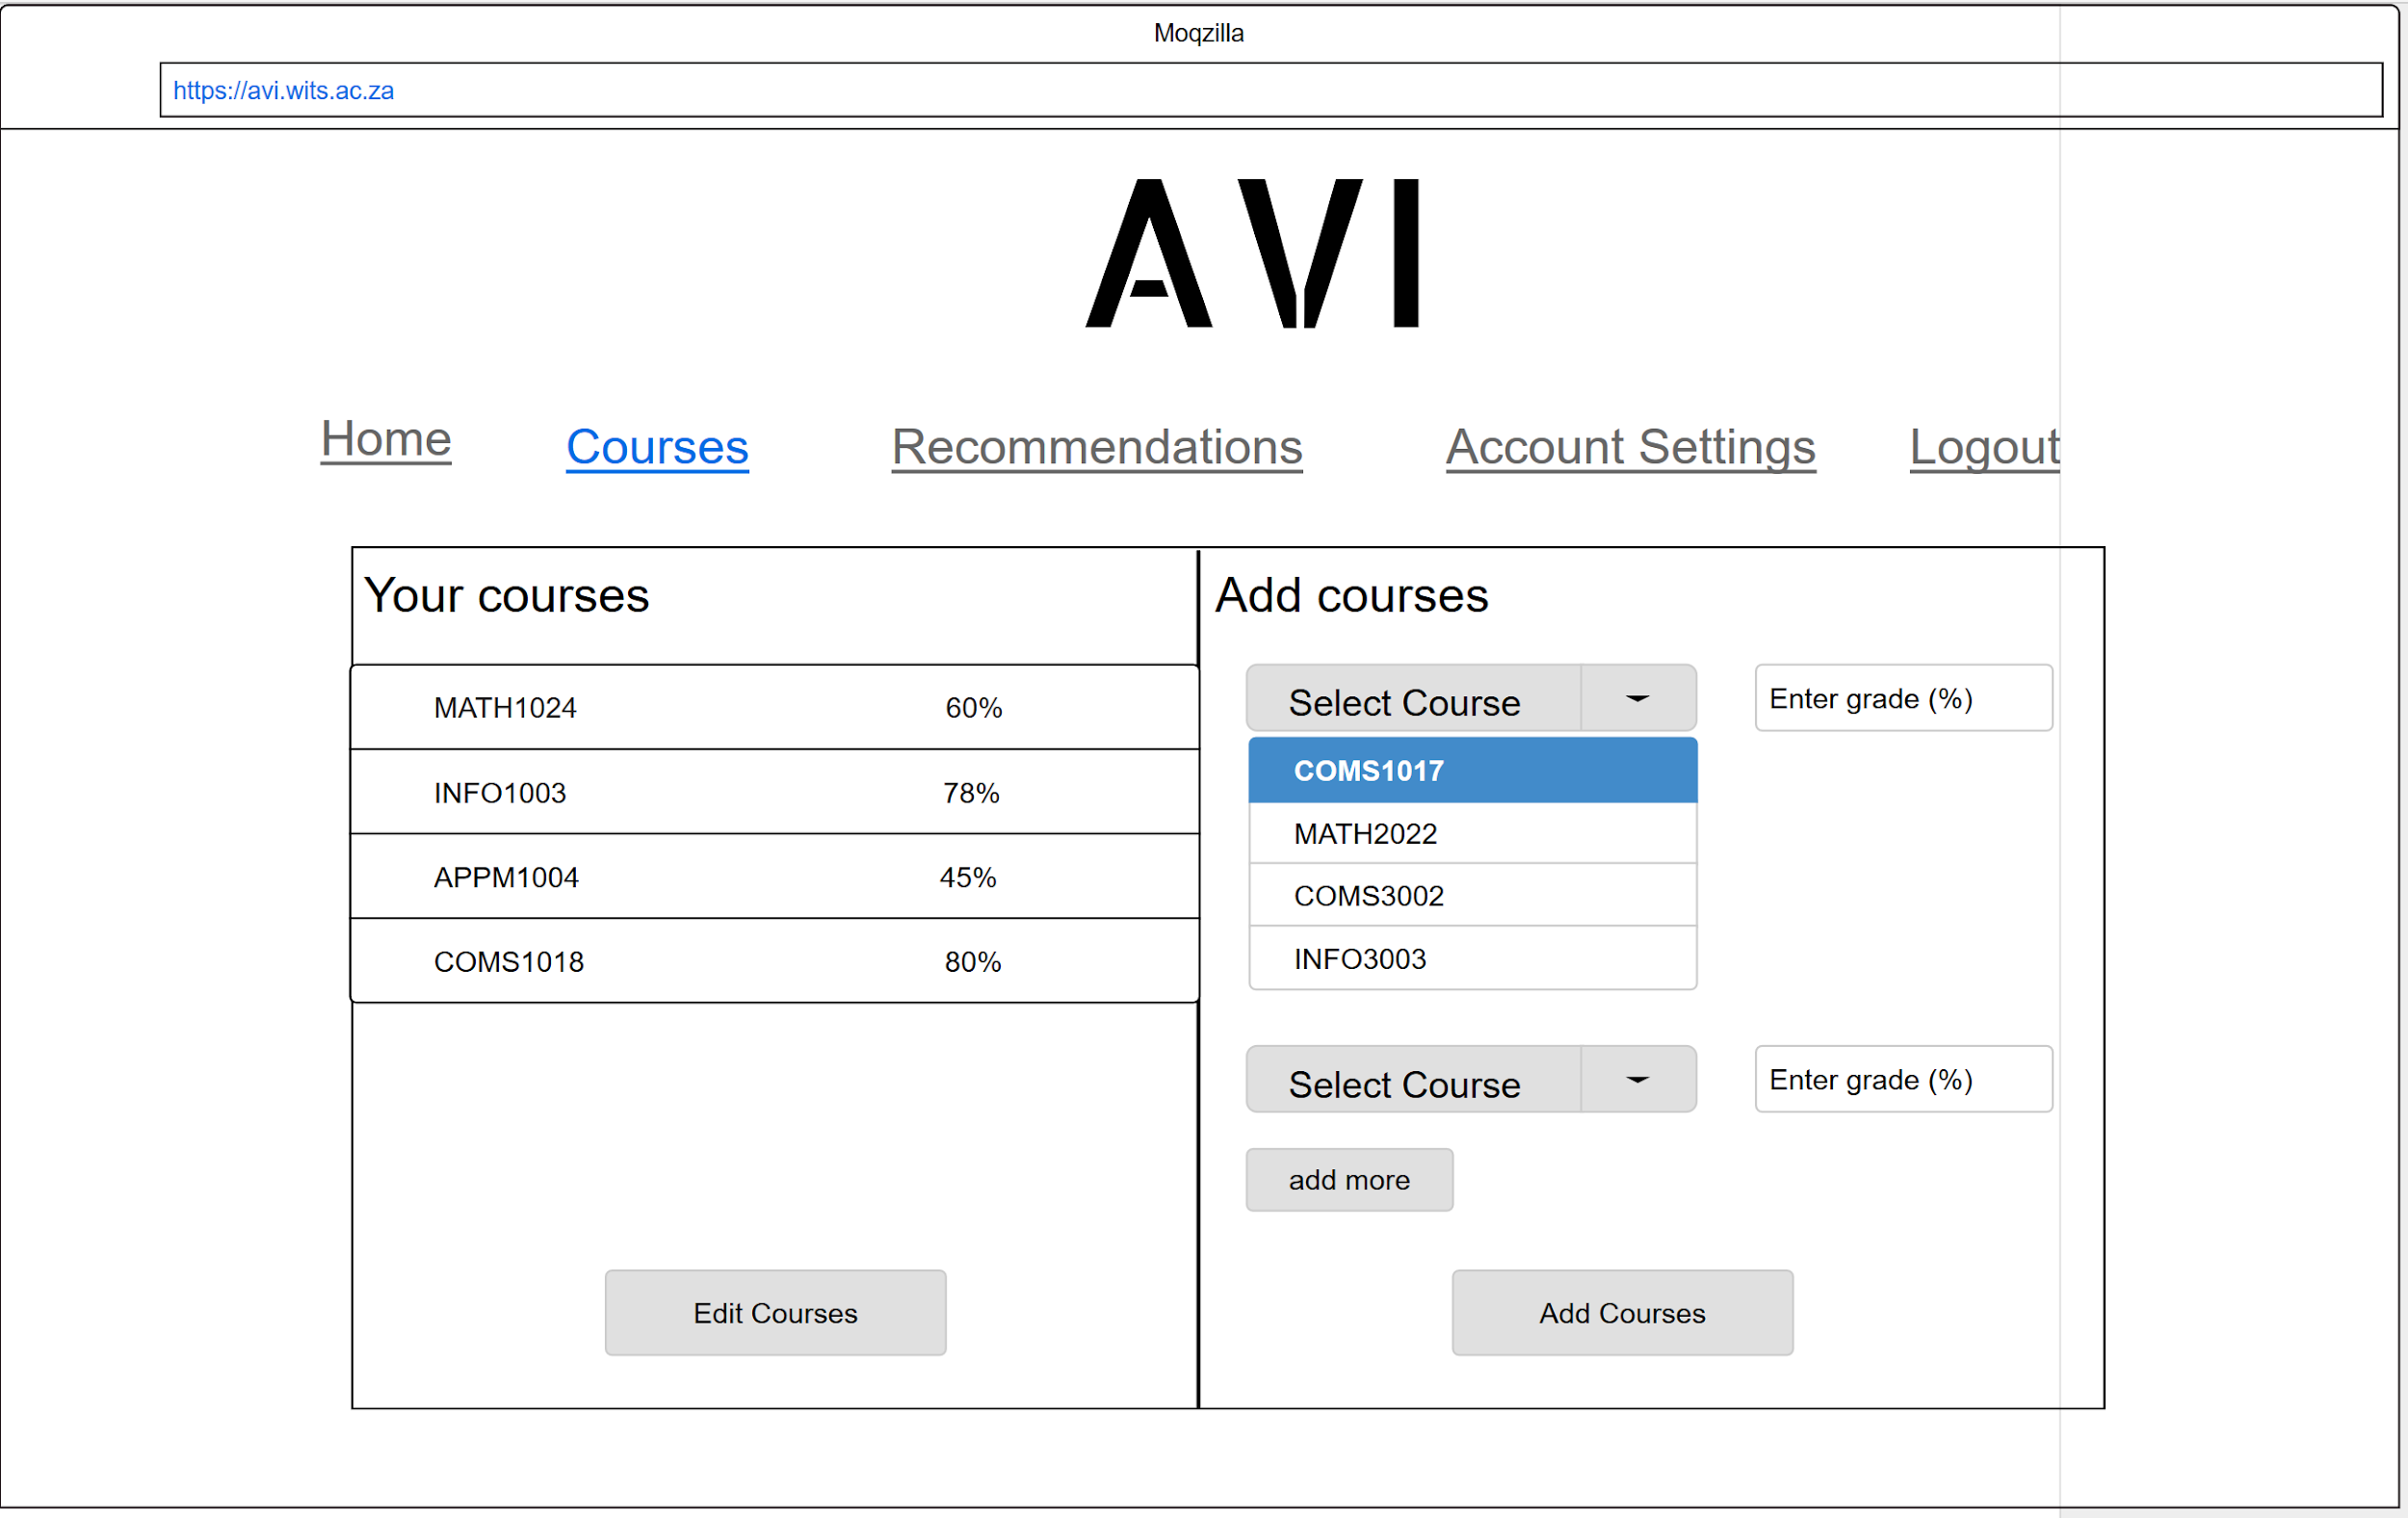 Moqzilla
https://avi.wits.ac.za
AVI
Home Courses Recommendations Account Settings Logout
Your courses
MATH1024 60%
INFO1003 78%
APPM1004 45%
COMS1018 80%
Edit Courses
Add courses
Select Course Enter grade (%)
COMS1017
MATH2022
COMS3002
INFO3003
Select Course Enter grade (%)
add more
Add Courses